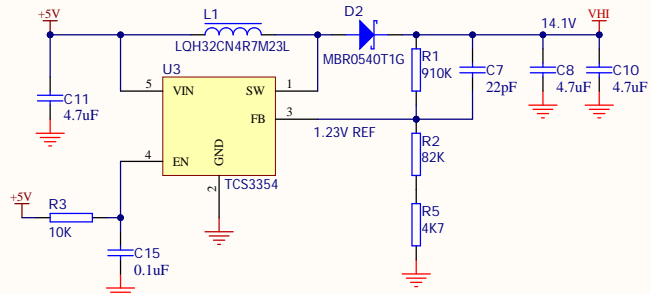 +5V
L1
LQH32CN4R7M23L
D2
MBR0540T1G
14.1V
VHI
R1
910K
C7
22pF
C8
4.7uF
C10
4.7uF
C11
4.7uF
U3
5
VIN
SW
1
FB
3
1.23V REF
4
EN
GND
2
TCS3354
R2
82K
+5V
R3
10K
R5
4K7
C15
0.1uF